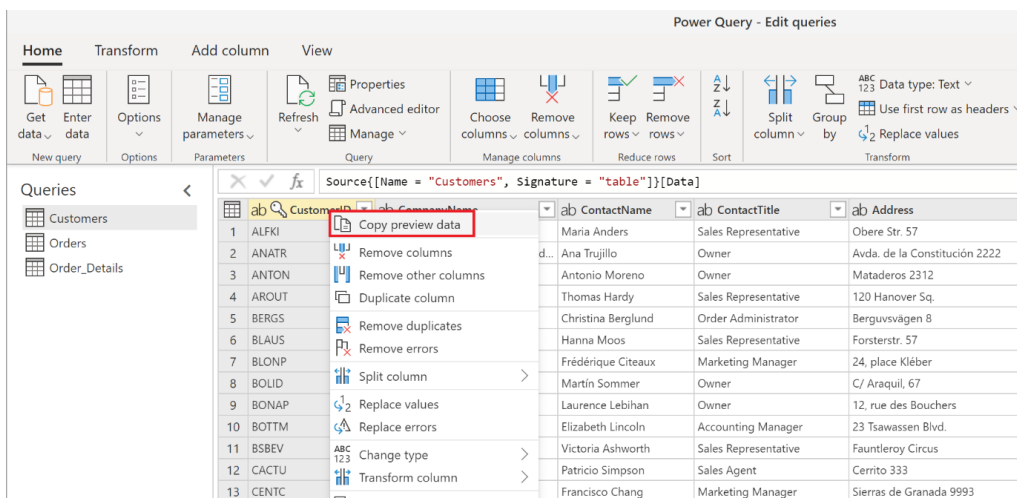 Power Query - Edit queries
Home Transform Add column View
Get data Enter data Options Manage parameters Refresh Properties Advanced editor Manage Choose columns Remove columns Keep rows Remove rows Split column Group by Data type: Text Use first row as headers Replace values
New query Options Parameters Query Manage columns Reduce rows Sort Transform
Queries
Customers
Orders
Order_Details
fx Source{[Name = "Customers", Signature = "table"]}[Data]
CustomerID CompanyName ContactName ContactTitle Address
1 ALFKI Maria Anders Sales Representative Obere Str. 57
2 ANATR d... Ana Trujillo Owner Avda. de la Constitución 2222
3 ANTON Antonio Moreno Owner Mataderos 2312
4 AROUT Thomas Hardy Sales Representative 120 Hanover Sq.
5 BERGS Christina Berglund Order Administrator Berguvsvägen 8
6 BLAUS Hanna Moos Sales Representative Forsterstr. 57
7 BLONP Frédérique Citeaux Marketing Manager 24, place Kléber
8 BOLID Martín Sommer Owner C/ Araquil, 67
9 BONAP Laurence Lebihan Owner 12, rue des Bouchers
10 BOTTM Elizabeth Lincoln Accounting Manager 23 Tsawassen Blvd.
11 BSBEV Victoria Ashworth Sales Representative Fauntleroy Circus
12 CACTU Patricio Simpson Sales Agent Cerrito 333
13 CENTC Francisco Chang Marketing Manager Sierras de Granada 9993
Copy preview data
Remove columns
Remove other columns
Duplicate column
Remove duplicates
Remove errors
Split column
Replace values
Replace errors
Change type
Transform column